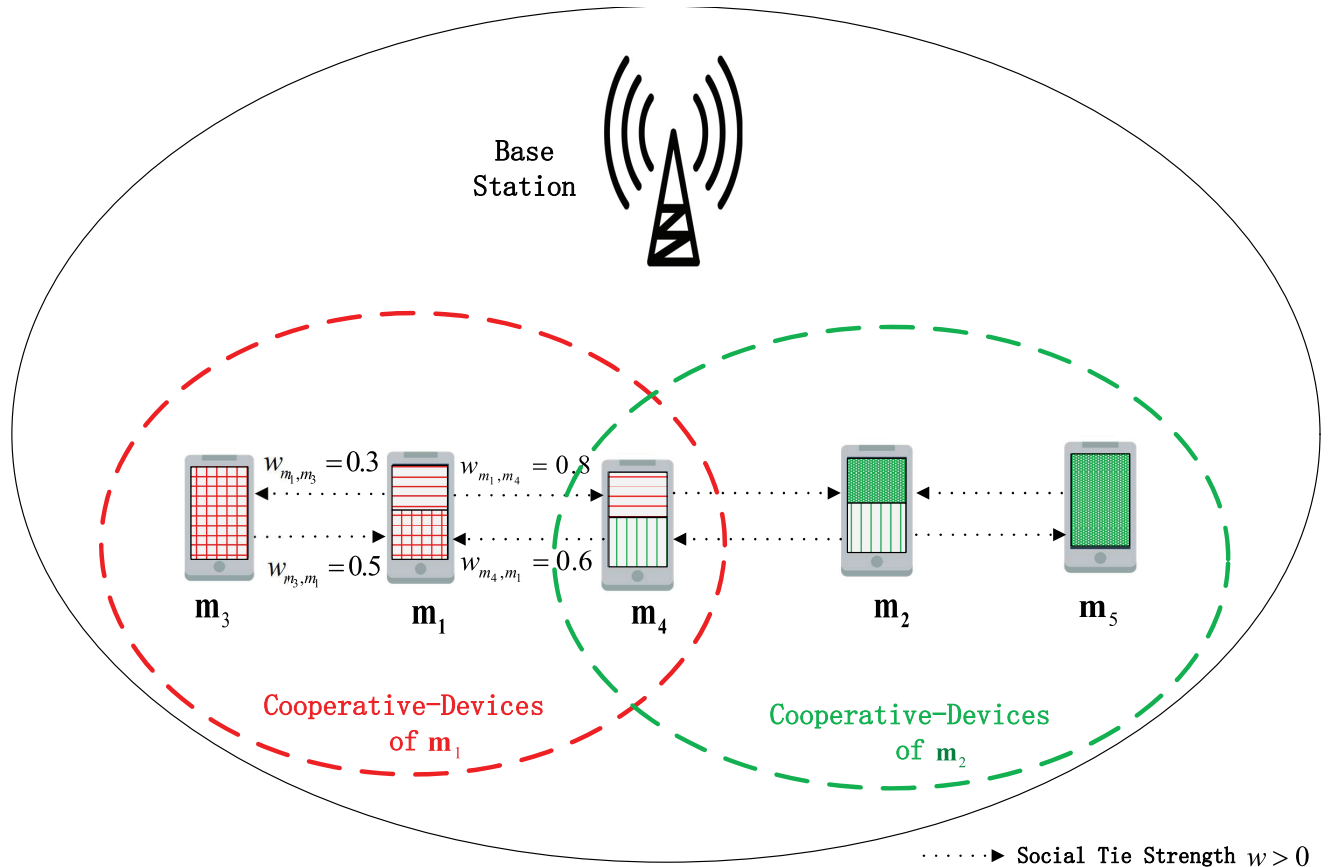 Base
Station
w_{m_1,m_3} = 0.3
w_{m_1,m_4} = 0.8
w_{m_3,m_1} = 0.5
w_{m_4,m_1} = 0.6
m_3
m_1
m_4
m_2
m_5
Cooperative-Devices
of m_1
Cooperative-Devices
of m_2
Social Tie Strength w > 0